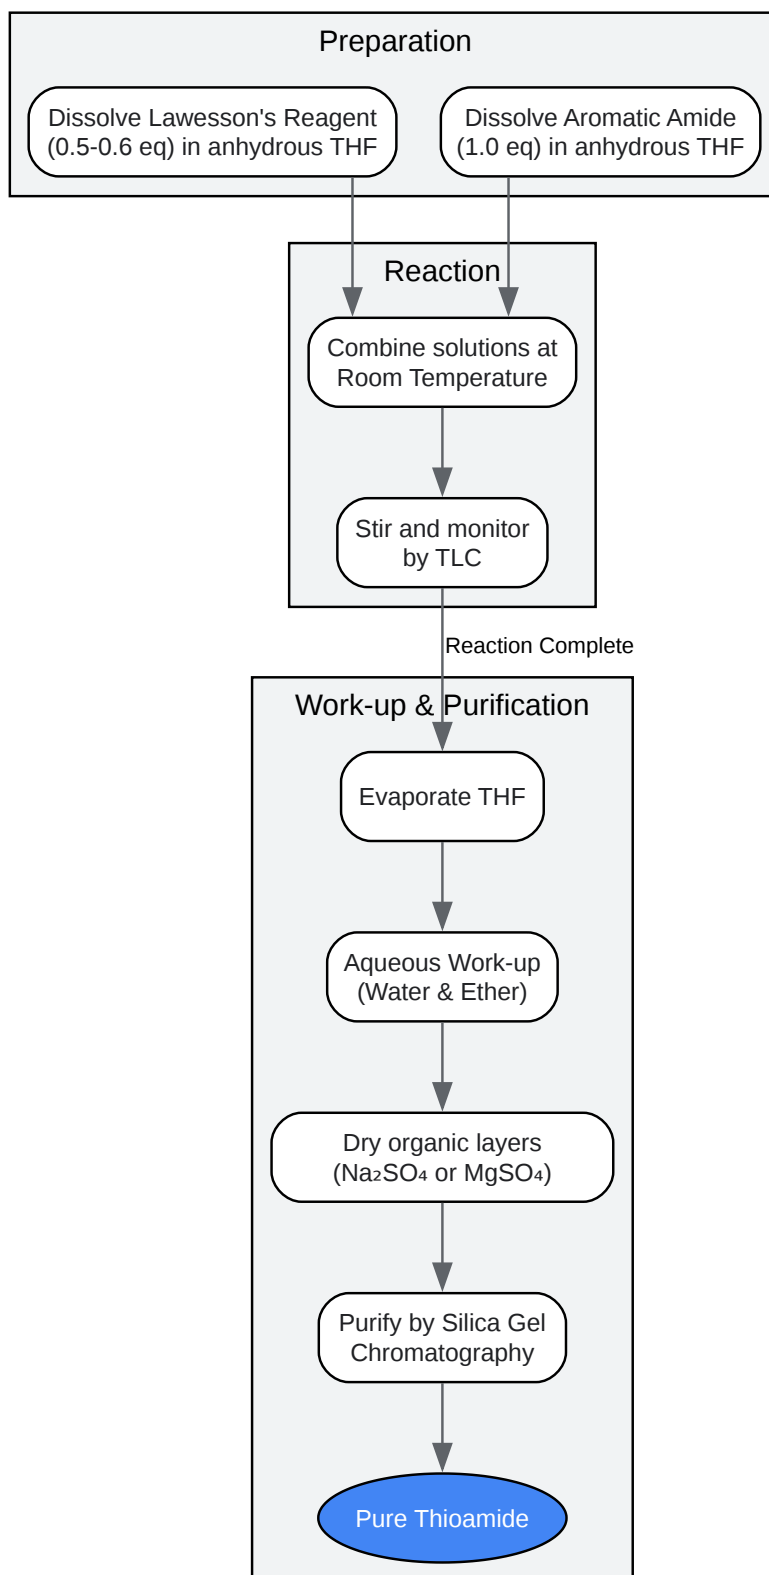 Preparation
Dissolve Lawesson's Reagent
(0.5-0.6 eq) in anhydrous THF
Dissolve Aromatic Amide
(1.0 eq) in anhydrous THF
Reaction
Combine solutions at
Room Temperature
Stir and monitor
by TLC
Reaction Complete
Work-up & Purification
Evaporate THF
Aqueous Work-up
(Water & Ether)
Dry organic layers
(Na₂SO₄ or MgSO₄)
Purify by Silica Gel
Chromatography
Pure Thioamide